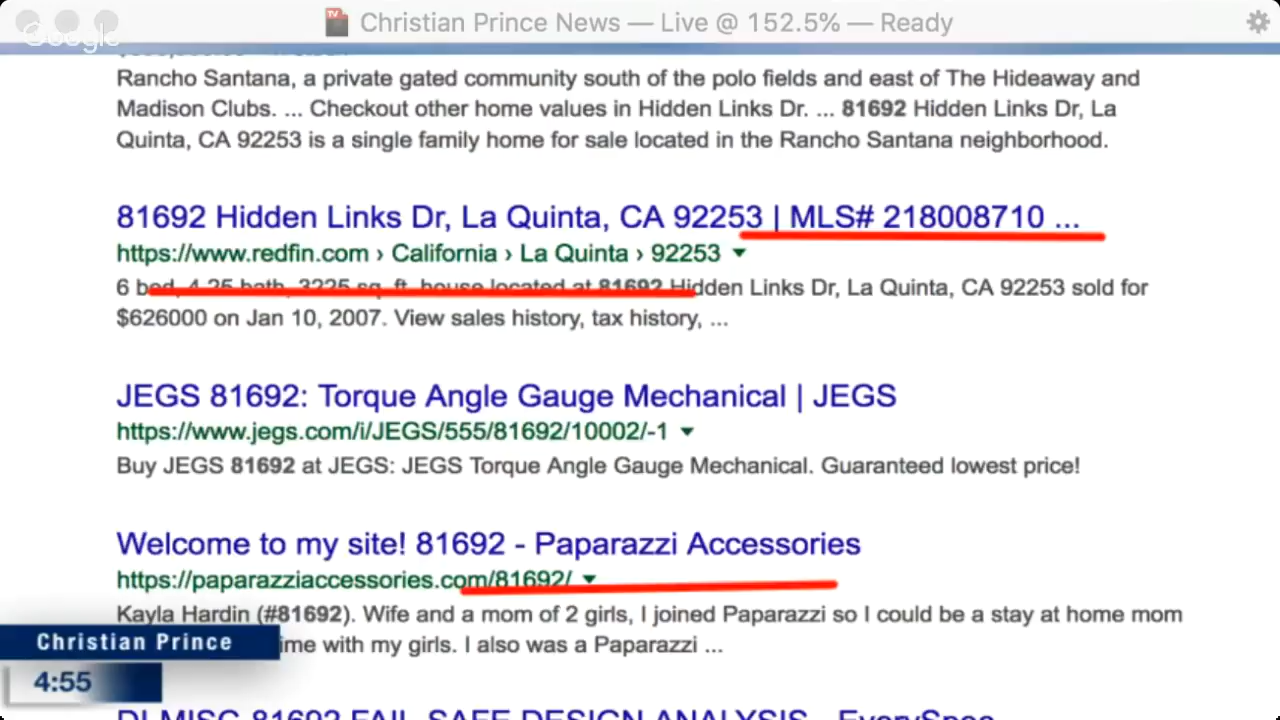 Christian Prince News — Live @ 152.5% — Ready
Google
Rancho Santana, a private gated community south of the polo fields and east of The Hideaway and
Madison Clubs. ... Checkout other home values in Hidden Links Dr. ... 81692 Hidden Links Dr, La
Quinta, CA 92253 is a single family home for sale located in the Rancho Santana neighborhood.
81692 Hidden Links Dr, La Quinta, CA 92253 | MLS# 218008710 ...
https://www.redfin.com › California › La Quinta › 92253
6 bed, 4.25 bath, 3225 sq. ft. house located at 81692 Hidden Links Dr, La Quinta, CA 92253 sold for
$626000 on Jan 10, 2007. View sales history, tax history, ...
JEGS 81692: Torque Angle Gauge Mechanical | JEGS
https://www.jegs.com/i/JEGS/555/81692/10002/-1
Buy JEGS 81692 at JEGS: JEGS Torque Angle Gauge Mechanical. Guaranteed lowest price!
Welcome to my site! 81692 - Paparazzi Accessories
https://paparazziaccessories.com/81692/
Kayla Hardin (#81692). Wife and a mom of 2 girls, I joined Paparazzi so I could be a stay at home mom
ime with my girls. I also was a Paparazzi ...
Christian Prince
4:55
81692 FAIL-SAFE DESIGN ANALYSIS - EverySpec